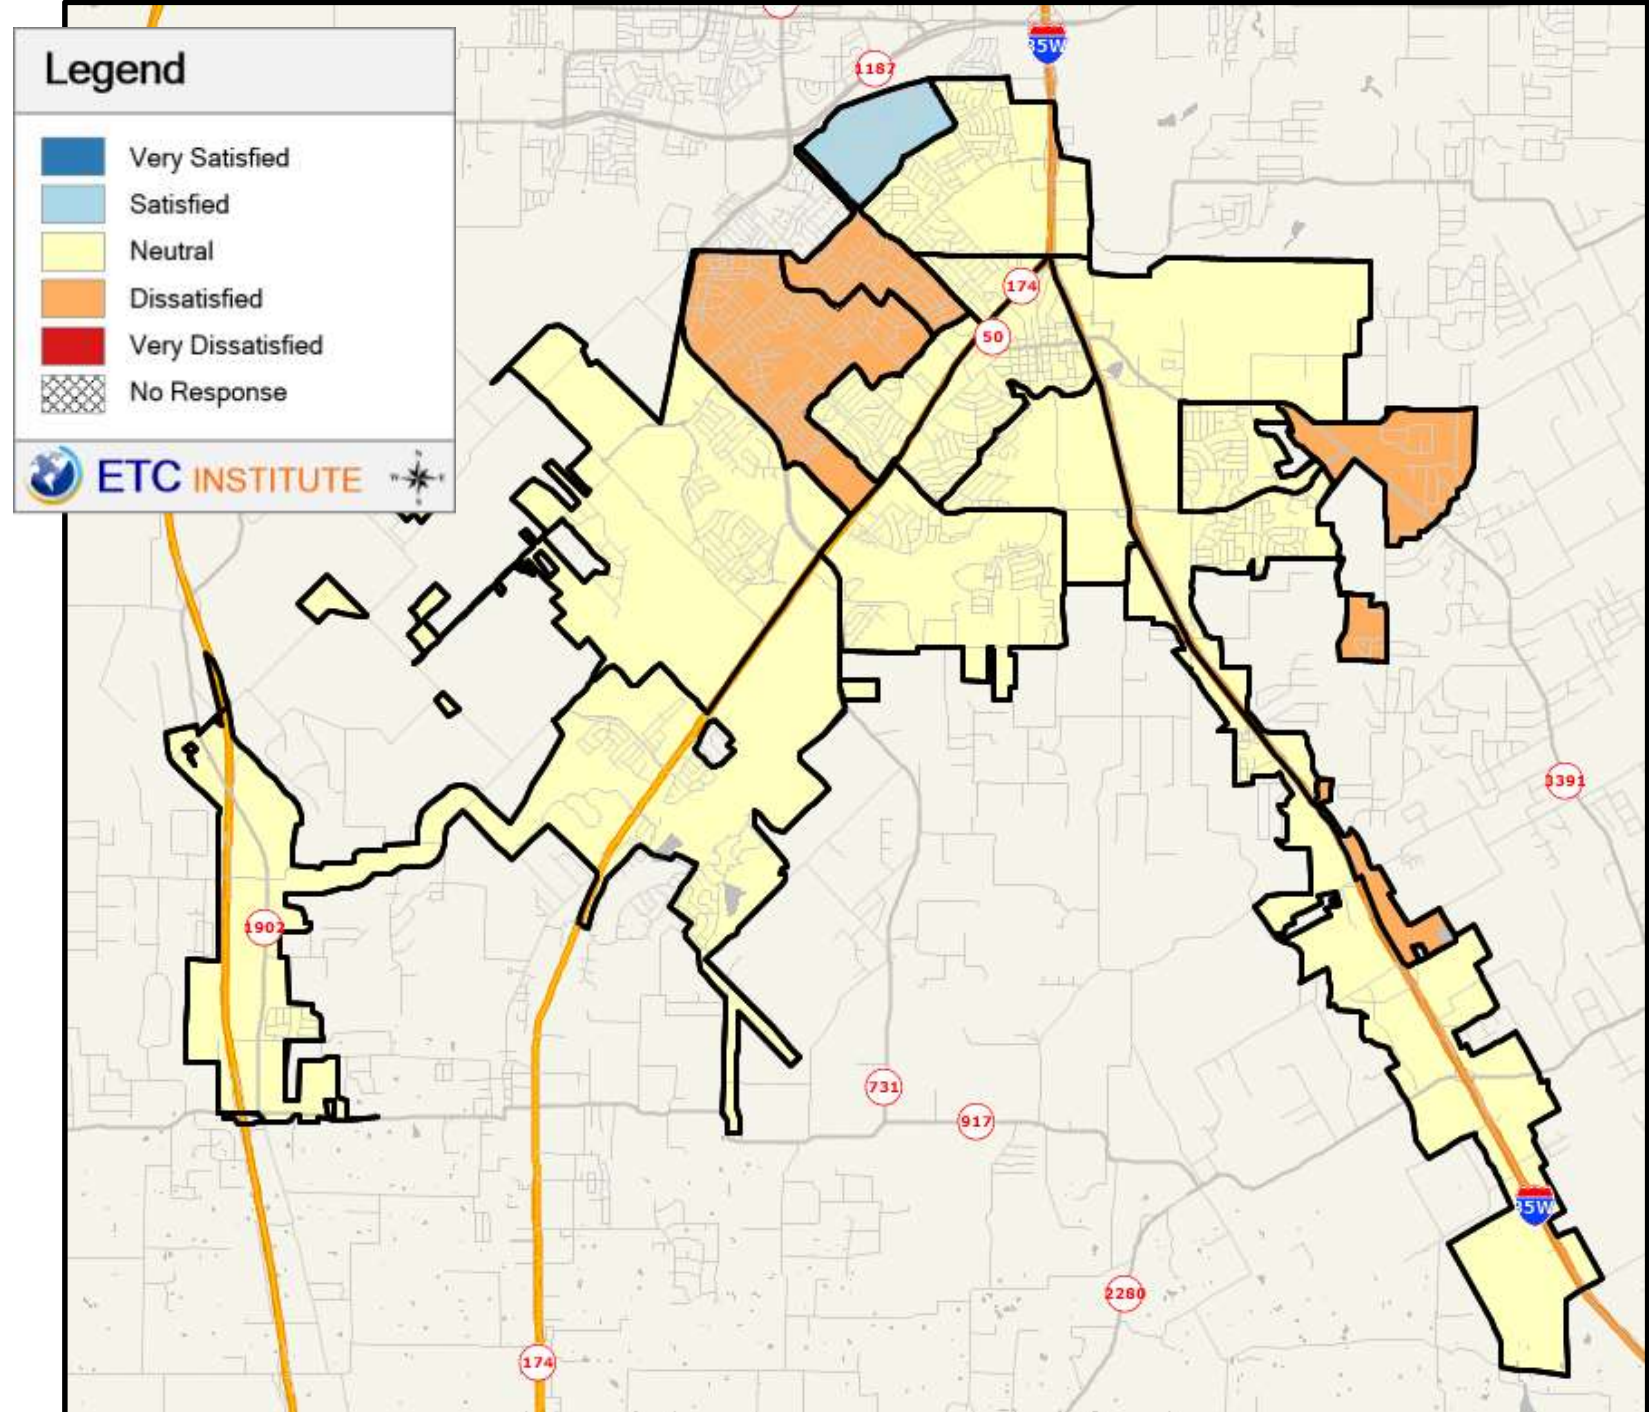 Legend
Very Satisfied
Satisfied
Neutral
Dissatisfied
Very Dissatisfied
No Response
ETC INSTITUTE
N
W
E
S
35W
1187
174
50
3391
1902
731
917
35W
2280
174